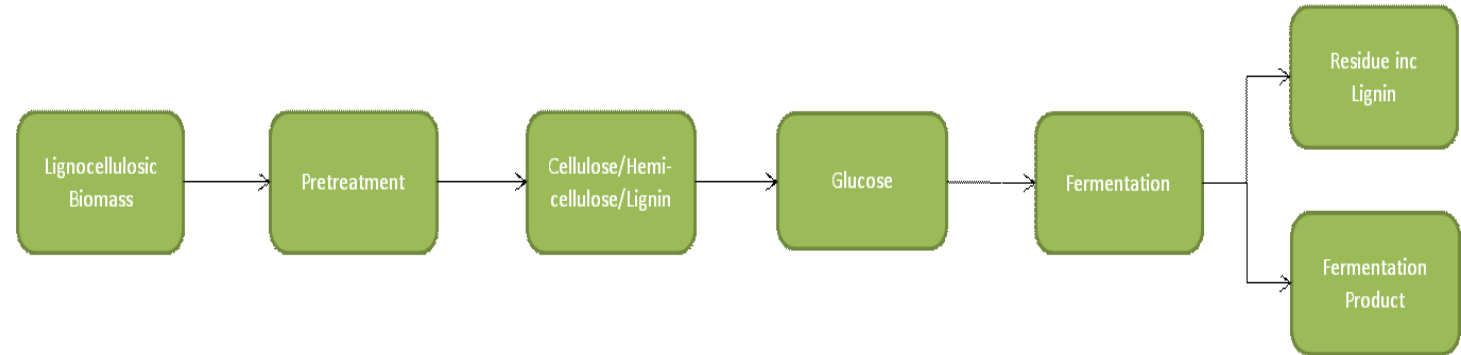 Lignocellulosic
Biomass
Pretreatment
Cellulose/Hemi-
cellulose/Lignin
Glucose
Fermentation
Residue inc
Lignin
Fermentation
Product